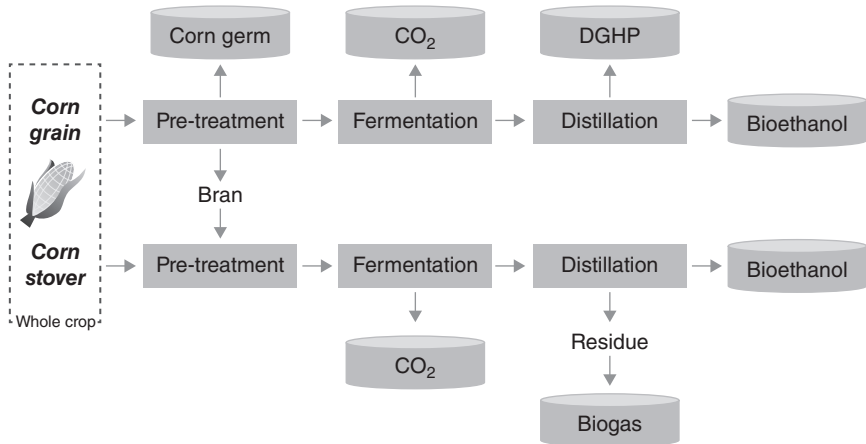 Corn germ
CO₂
DGHP
Corn
grain
Pre-treatment
Fermentation
Distillation
Bioethanol
Bran
Corn
stover
Pre-treatment
Fermentation
Distillation
Bioethanol
Whole crop
CO₂
Residue
Biogas